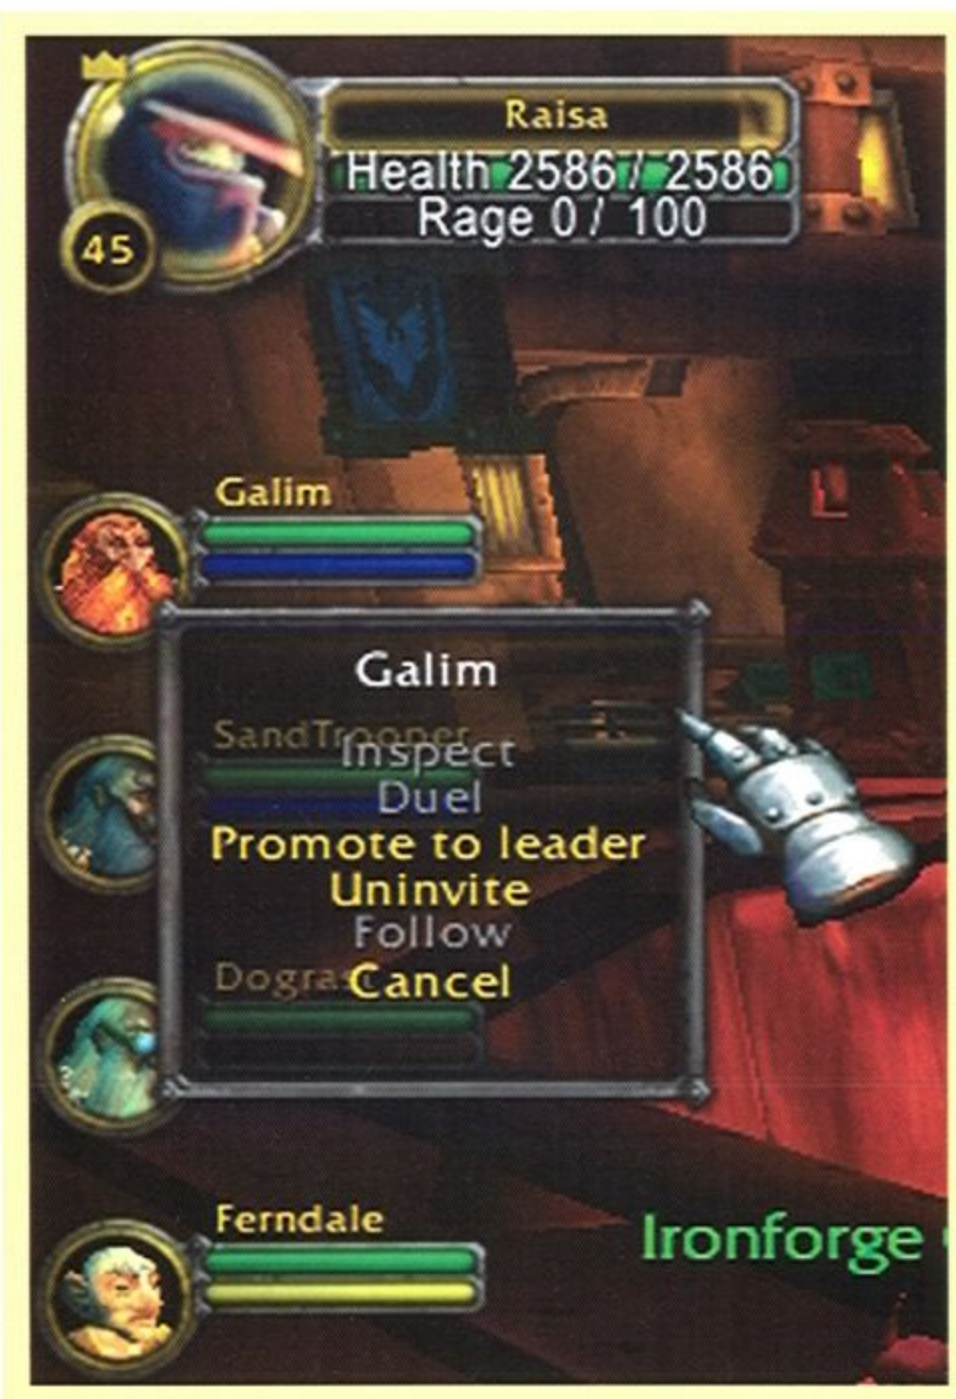 Raisa
Health 2586 / 2586
Rage 0 / 100
45
Galim
Galim
SandTrooper
Inspect
Duel
Promote to leader
Uninvite
Follow
Cancel
Ferndale
Ironforge